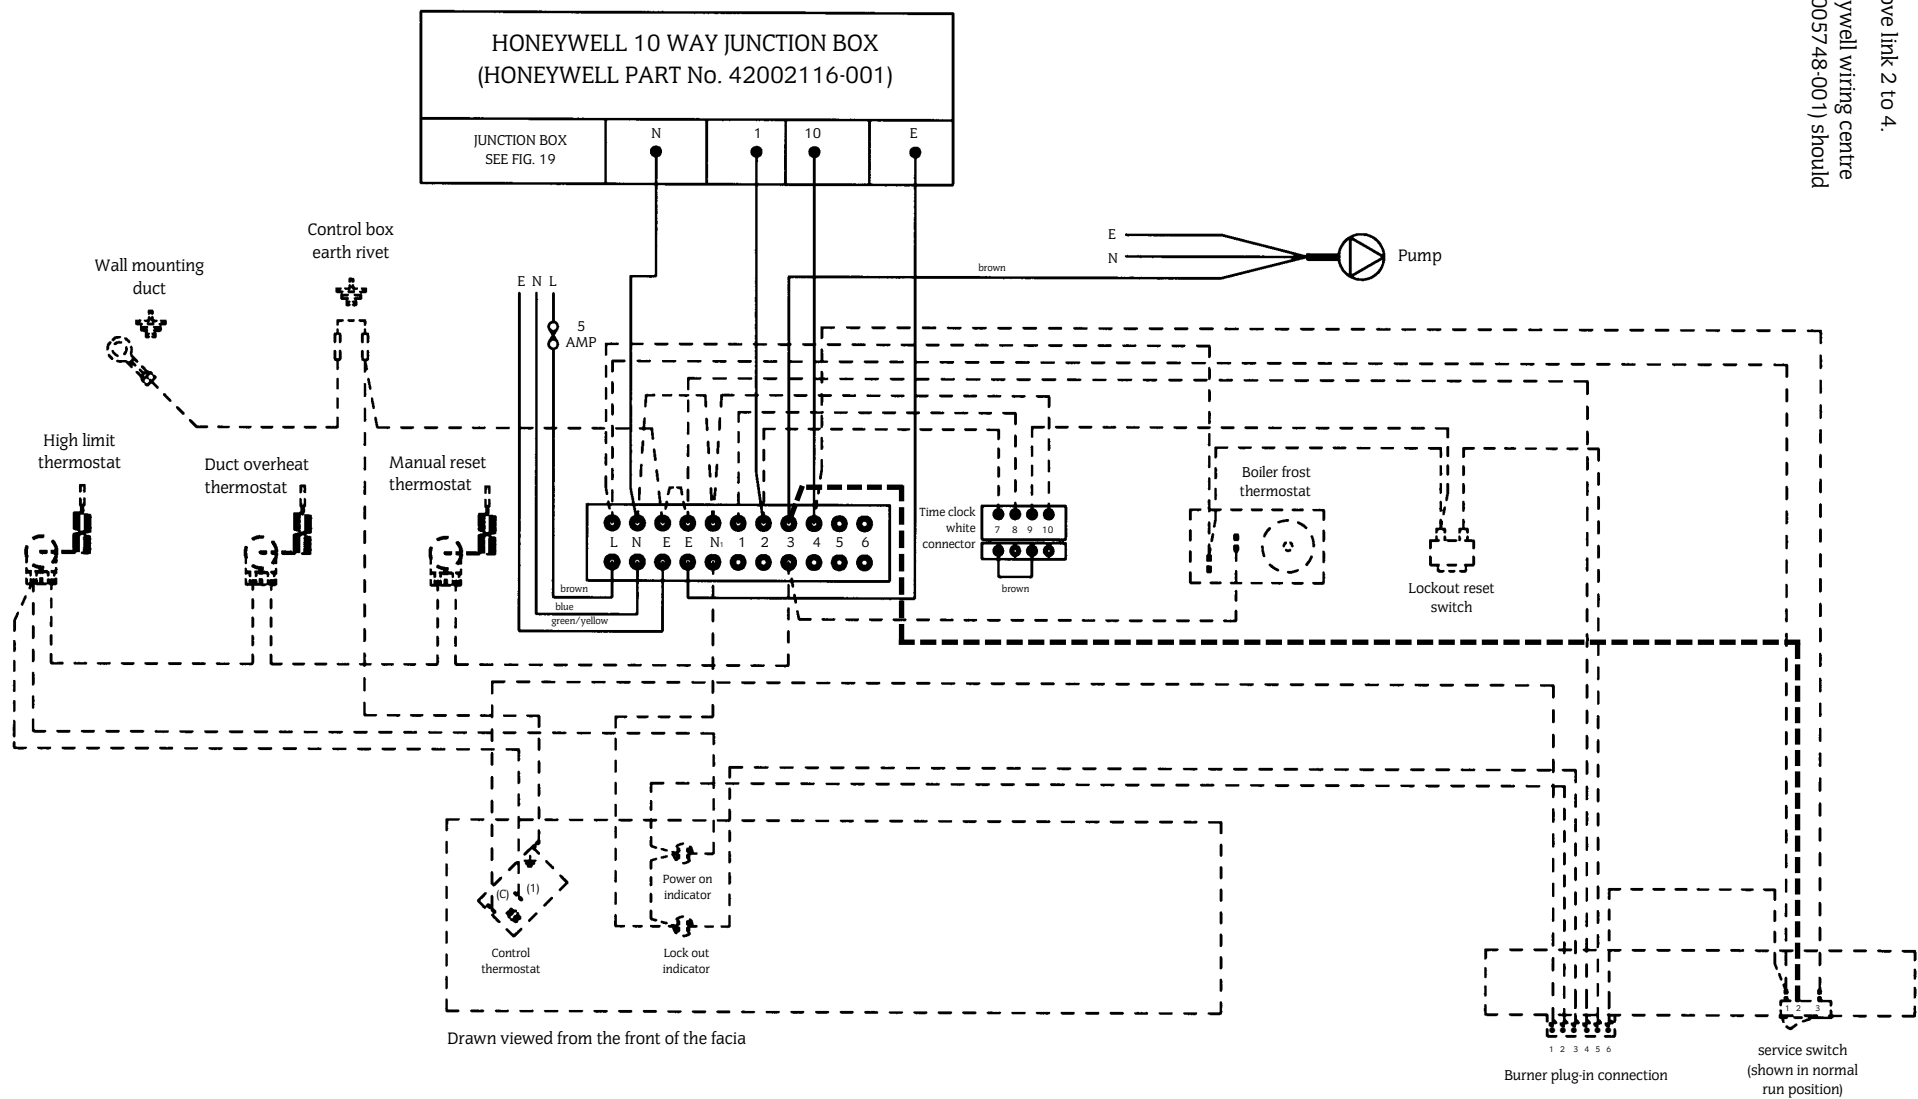 HONEYWELL 10 WAY JUNCTION BOX
(HONEYWELL PART No. 42002116-001)
JUNCTION BOX
SEE FIG. 19
N
1
10
E
ove link 2 to 4.
ywell wiring centre
005748-001) should
Control box
earth rivet
Wall mounting
duct
E N L
5
AMP
E
N
brown
Pump
High limit
thermostat
Duct overheat
thermostat
Manual reset
thermostat
L N E E N1 1 2 3 4 5 6
brown
blue
green/yellow
Time clock
white
connector
7 8 9 10
brown
Boiler frost
thermostat
Lockout reset
switch
(C)
(1)
Control
thermostat
Power on
indicator
Lock out
indicator
Drawn viewed from the front of the facia
1 2 3 4 5 6
Burner plug-in connection
1 2 3
service switch
(shown in normal
run position)